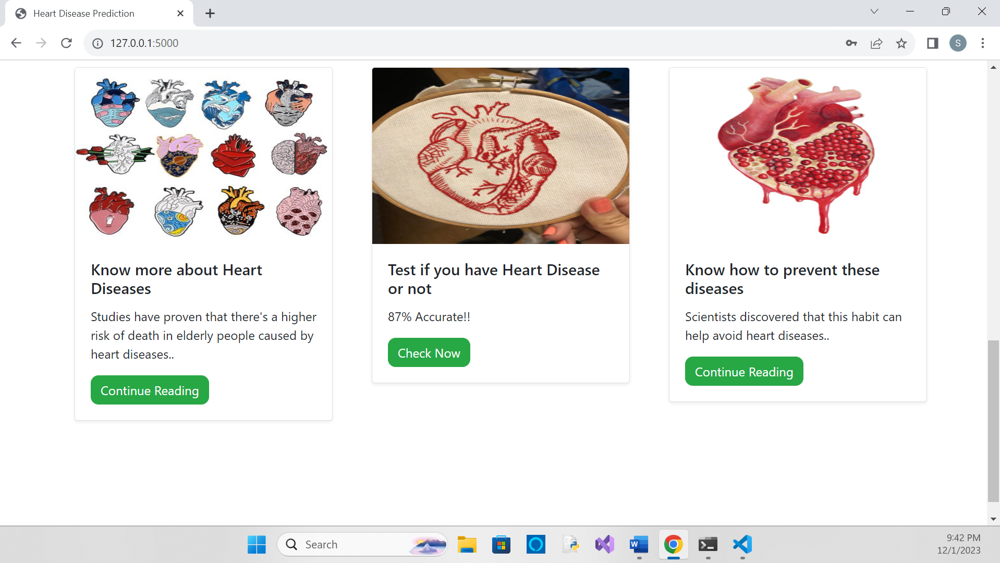 Heart Disease Prediction
127.0.0.1:5000
S
Know more about Heart
Diseases
Studies have proven that there's a higher
risk of death in elderly people caused by
heart diseases..
Continue Reading
Test if you have Heart Disease
or not
87% Accurate!!
Check Now
Know how to prevent these
diseases
Scientists discovered that this habit can
help avoid heart diseases..
Continue Reading
Search
W
9:42 PM
12/1/2023